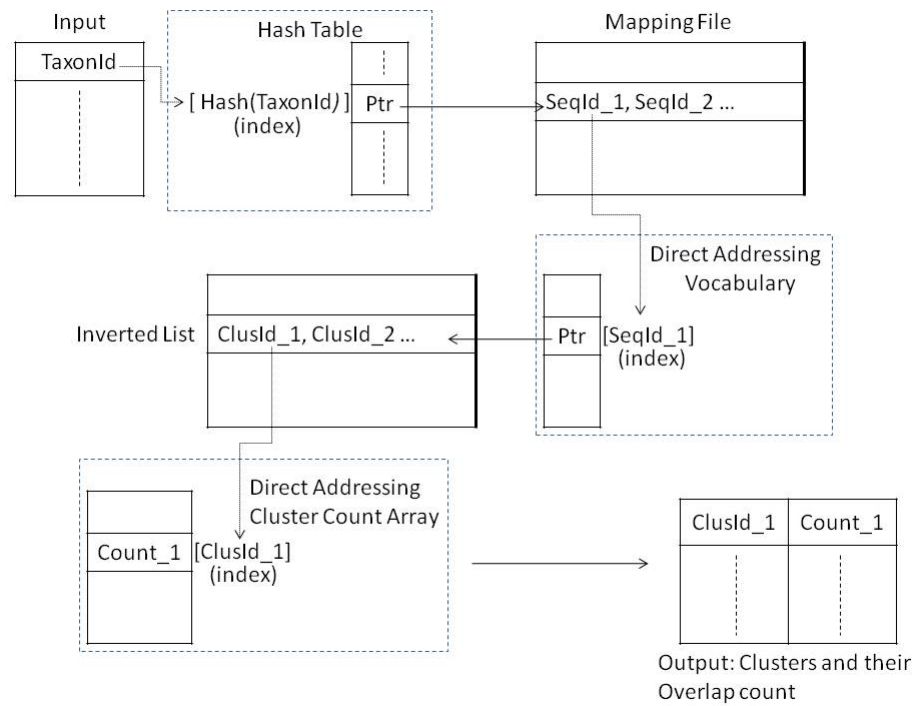 Input
TaxonId
Hash Table
[ Hash(TaxonId) ]
(index)
Ptr
Mapping File
SeqId_1, SeqId_2 ...
Direct Addressing
Vocabulary
Ptr
[SeqId_1]
(index)
Inverted List
ClusId_1, ClusId_2 ...
Direct Addressing
Cluster Count Array
Count_1
[ClusId_1]
(index)
ClusId_1
Count_1
Output: Clusters and their
Overlap count